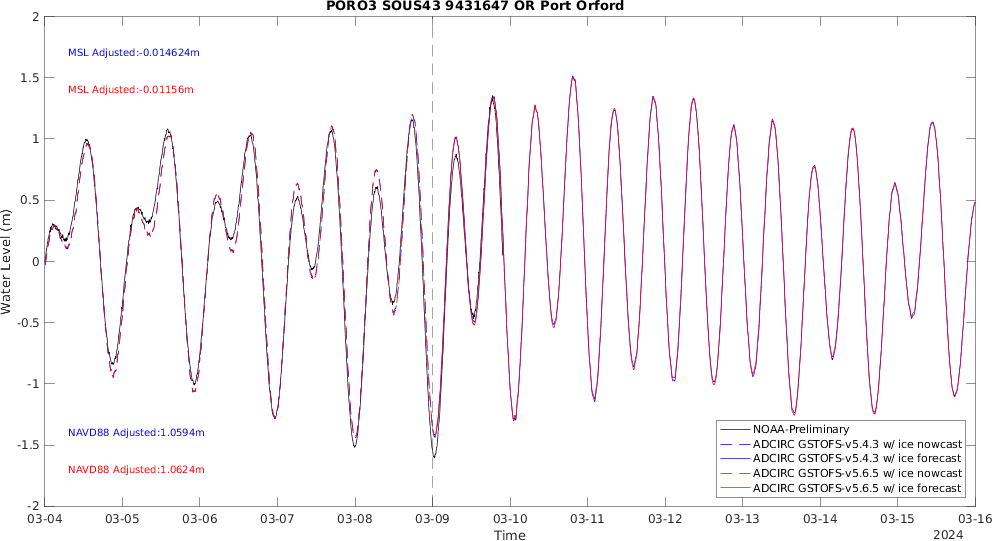 PORO3 SOUS43 9431647 OR Port Orford
2
1.5
1
0.5
0
-0.5
-1
-1.5
-2
Water Level (m)
MSL Adjusted:-0.014624m
MSL Adjusted:-0.01156m
NAVD88 Adjusted:1.0594m
NAVD88 Adjusted:1.0624m
NOAA-Preliminary
ADCIRC GSTOFS-v5.4.3 w/ ice nowcast
ADCIRC GSTOFS-v5.4.3 w/ ice forecast
ADCIRC GSTOFS-v5.6.5 w/ ice nowcast
ADCIRC GSTOFS-v5.6.5 w/ ice forecast
03-04 03-05 03-06 03-07 03-08 03-09 03-10 03-11 03-12 03-13 03-14 03-15 03-16
Time
2024